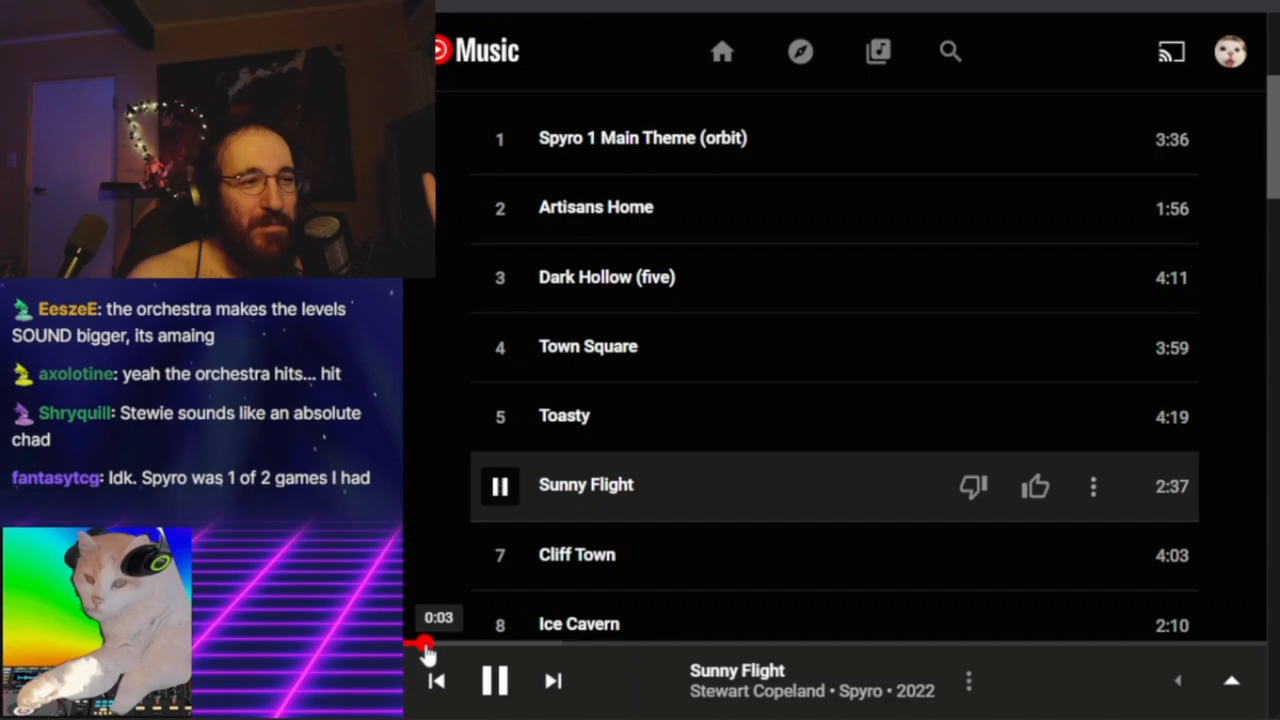 Music
1 Spyro 1 Main Theme (orbit) 3:36
2 Artisans Home 1:56
3 Dark Hollow (five) 4:11
4 Town Square 3:59
5 Toasty 4:19
Sunny Flight 2:37
7 Cliff Town 4:03
8 Ice Cavern 2:10
EeszeE: the orchestra makes the levels
SOUND bigger, its amaing
axolotine: yeah the orchestra hits... hit
Shryquill: Stewie sounds like an absolute
chad
fantasytcg: Idk. Spyro was 1 of 2 games I had
0:03
Sunny Flight
Stewart Copeland • Spyro • 2022